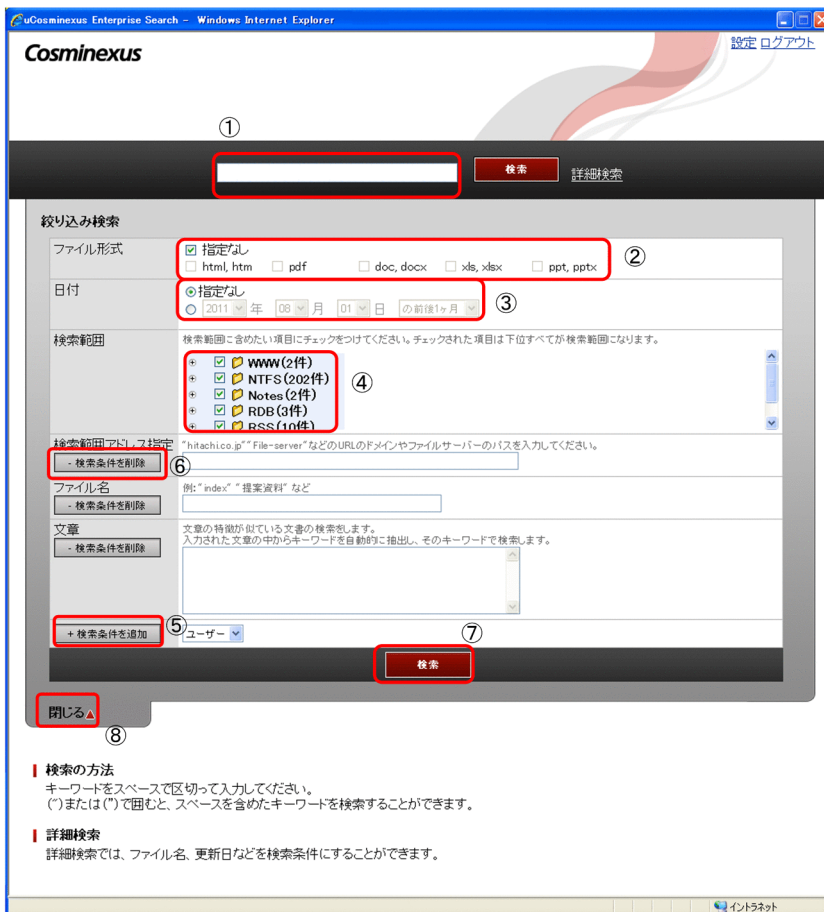 uCosminexus Enterprise Search - Windows Internet Explorer
設定 ログアウト
Cosminexus
①
検索 詳細検索
絞り込み検索
ファイル形式 指定なし
html, htm pdf doc, docx xls, xlsx ppt, pptx ②
日付 指定なし
2011 年 08 月 01 日 の前後1ヶ月 ③
検索範囲 検索範囲に含めたい項目にチェックをつけてください。チェックされた項目は下位すべてが検索範囲になります。
WWW(2件)
NTFS(202件) ④
Notes(2件)
RDB(3件)
RSS(10件)
検索範囲アドレス指定 "hitachi.co.jp" "File-server"などのURLのドメインやファイルサーバーのパスを入力してください。
- 検索条件を削除 ⑥
ファイル名 例:"index" "提案資料" など
- 検索条件を削除
文章 文章の特徴が似ている文書の検索をします。
入力された文章の中からキーワードを自動的に抽出し、そのキーワードで検索します。
- 検索条件を削除
+ 検索条件を追加 ⑤ ユーザー
⑦
検索
閉じる
⑧
検索の方法
キーワードをスペースで区切って入力してください。
(")または(")で囲むと、スペースを含めたキーワードを検索することができます。
詳細検索
詳細検索では、ファイル名、更新日などを検索条件にすることができます。
イントラネット